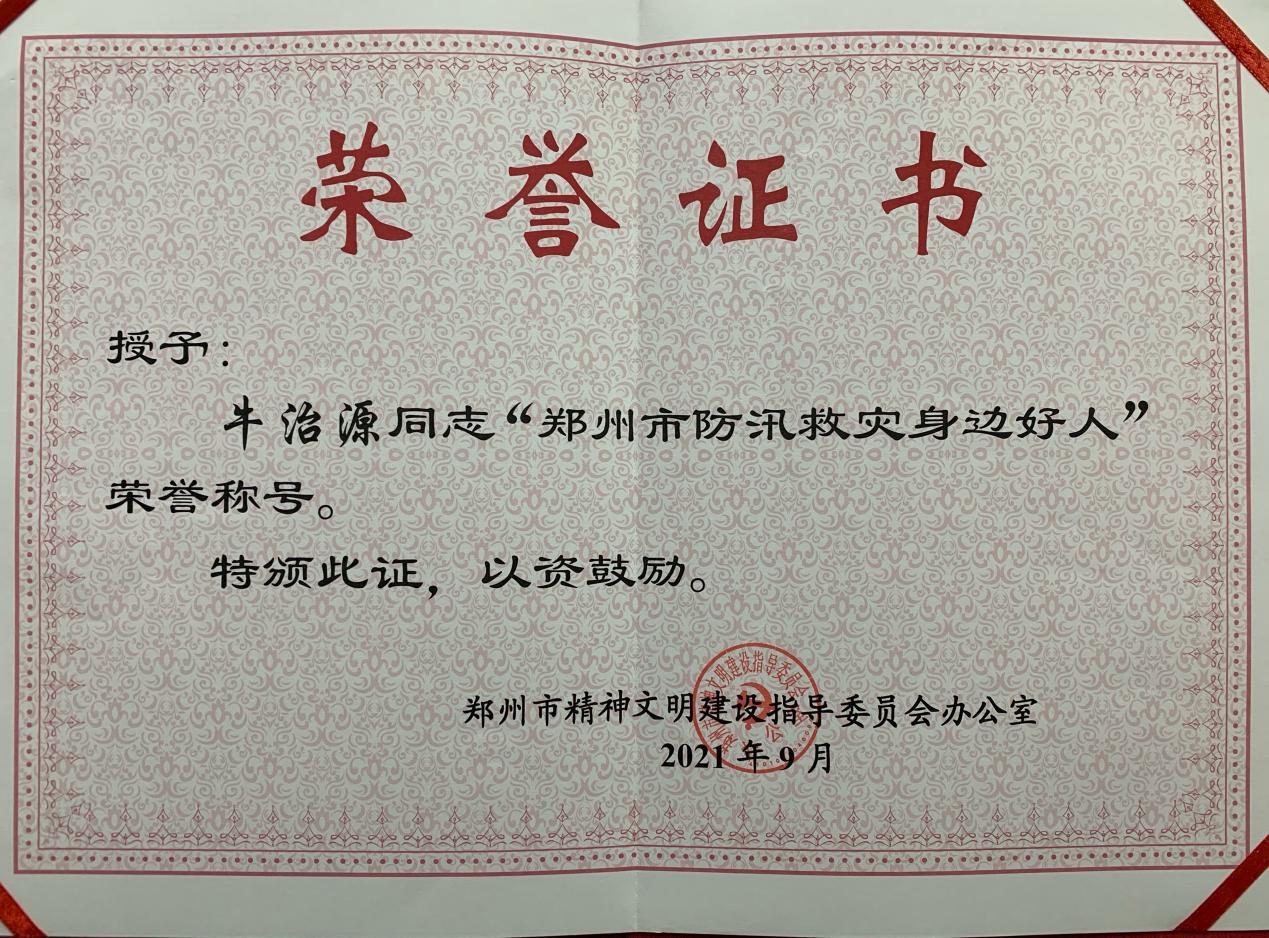 荣誉证书
授予：
牛治源同志“郑州市防汛救灾身边好人”
荣誉称号。
特颁此证，以资鼓励。
郑州市精神文明建设指导委员会办公室
2021年9月